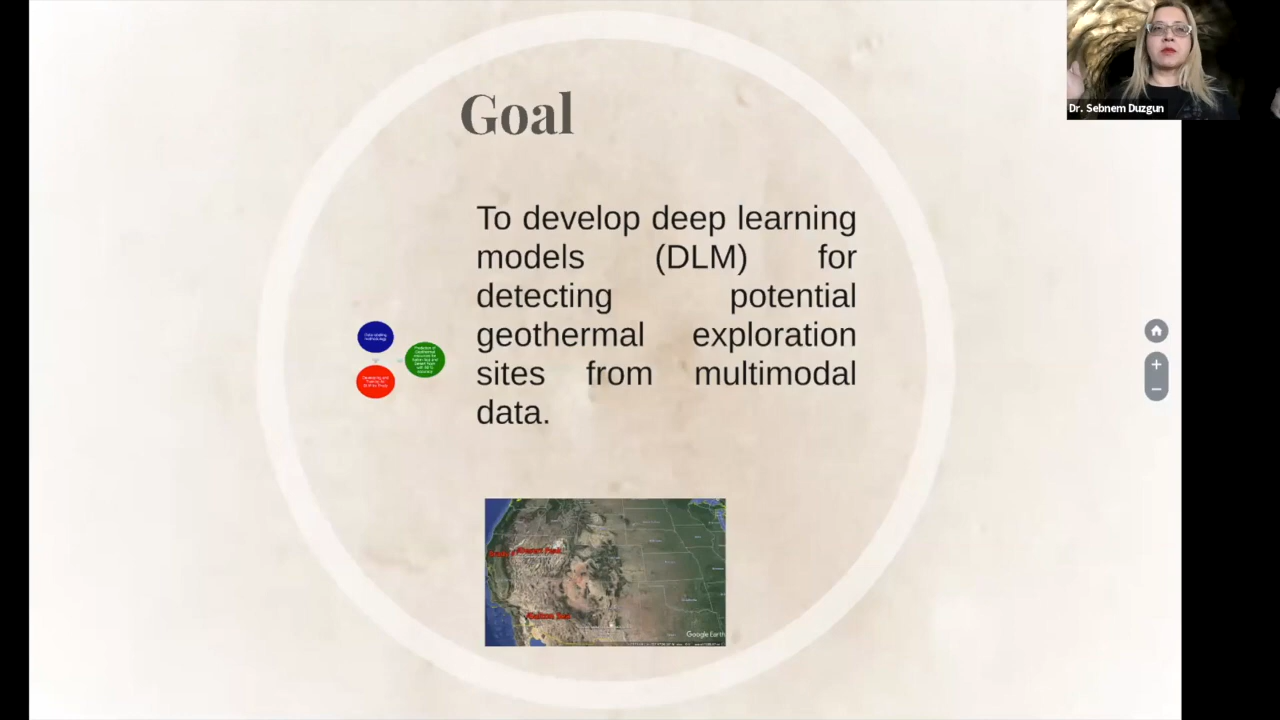 Goal
To develop deep learning
models (DLM) for
detecting potential
geothermal exploration
sites from multimodal
data.
Dr. Sebnem Duzgun
Google Earth